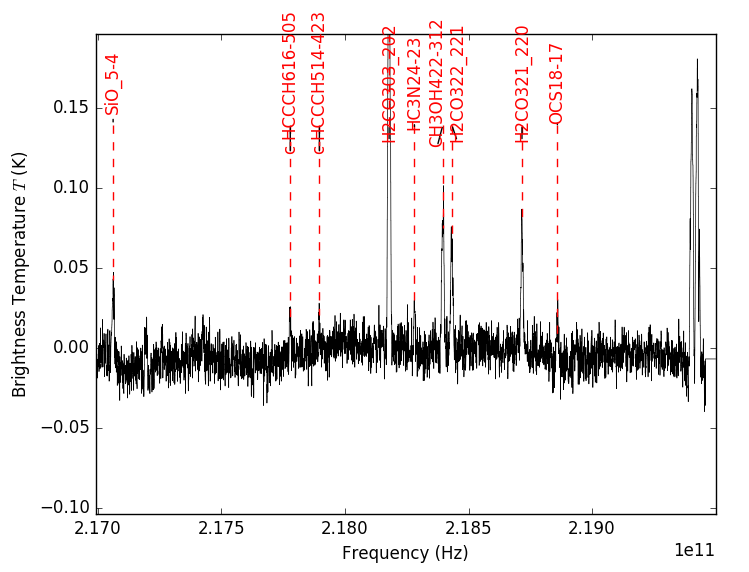 SiO_5-4
c-HCCCH616-505
c-HCCCH514-423
H2CO303_202
HC3N24-23
CH3OH422-312
H2CO322_221
H2CO321_220
OCS18-17
Brightness Temperature T (K)
0.15
0.10
0.05
0.00
−0.05
−0.10
2.170
2.175
2.180
2.185
2.190
1e11
Frequency (Hz)